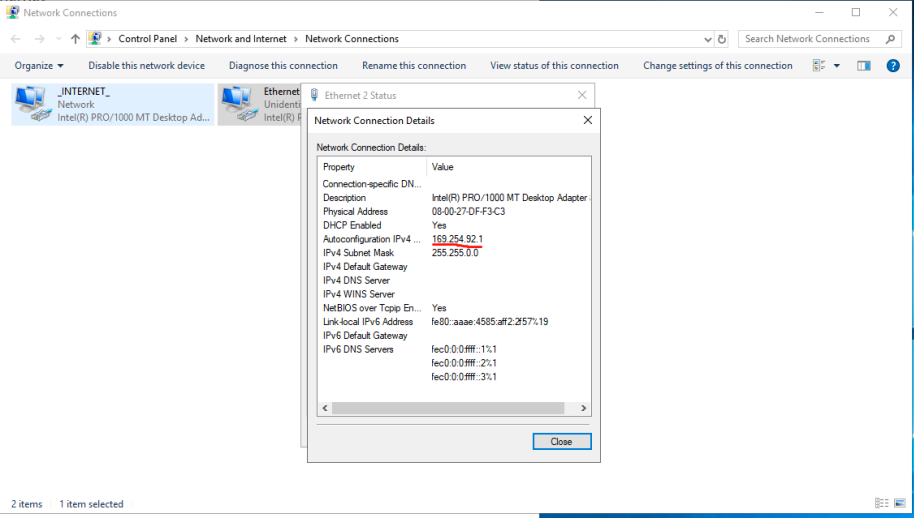 Network Connections
Control Panel > Network and Internet > Network Connections
Search Network Connections
Organize Disable this network device Diagnose this connection Rename this connection View status of this connection Change settings of this connection
_INTERNET_
Network
Intel(R) PRO/1000 MT Desktop Ad...
Ethernet
Unidenti
Intel(R) P
Ethernet 2 Status
Network Connection Details
Network Connection Details:
Property Value
Connection-specific DN...
Description Intel(R) PRO/1000 MT Desktop Adapter
Physical Address 08-00-27-DF-F3-C3
DHCP Enabled Yes
Autoconfiguration IPv4 ... 169.254.92.1
IPv4 Subnet Mask 255.255.0.0
IPv4 Default Gateway
IPv4 DNS Server
IPv4 WINS Server
NetBIOS over Tcpip En... Yes
Link-local IPv6 Address fe80::aaae:4585:aff2:2f57%19
IPv6 Default Gateway
IPv6 DNS Servers fec0:0:0:ffff::1%1
fec0:0:0:ffff::2%1
fec0:0:0:ffff::3%1
Close
2 items 1 item selected